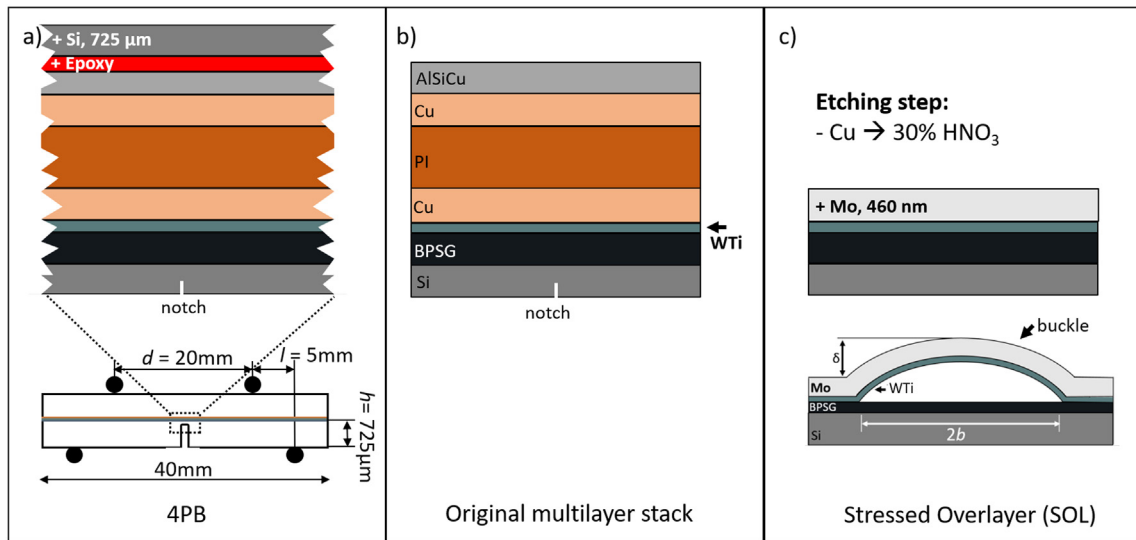 a)
+ Si, 725 µm
+ Epoxy
notch
d = 20mm
l = 5mm
h= 725µm
40mm
4PB
b)
AlSiCu
Cu
PI
Cu
WTi
BPSG
Si
notch
Original multilayer stack
c)
Etching step:
- Cu → 30% HNO₃
+ Mo, 460 nm
buckle
δ
Mo
WTi
BPSG
2b
Si
Stressed Overlayer (SOL)